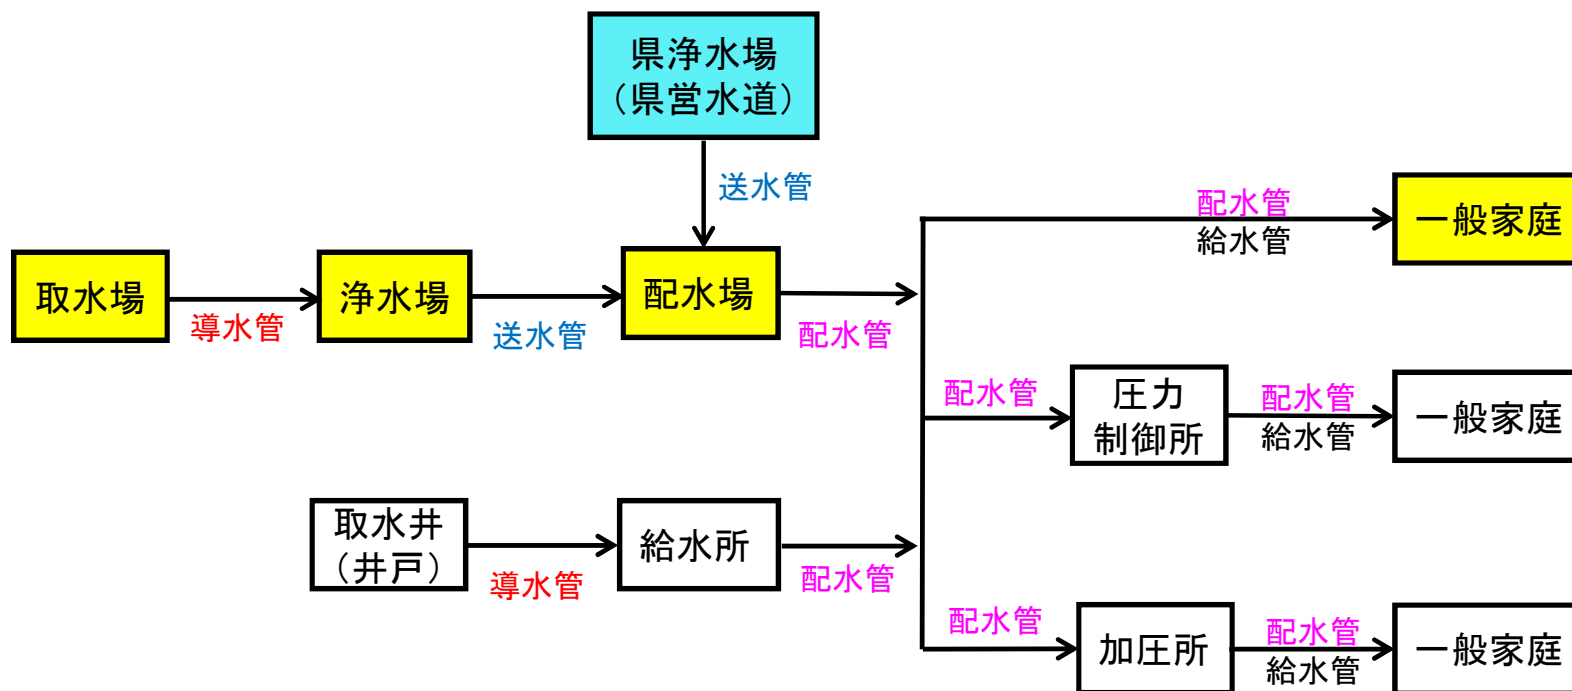 県浄水場
（県営水道）
送水管
配水管
給水管
一般家庭
取水場
導水管
浄水場
送水管
配水場
配水管
配水管
圧力
制御所
配水管
給水管
一般家庭
取水井
（井戸）
導水管
給水所
配水管
配水管
加圧所
配水管
給水管
一般家庭